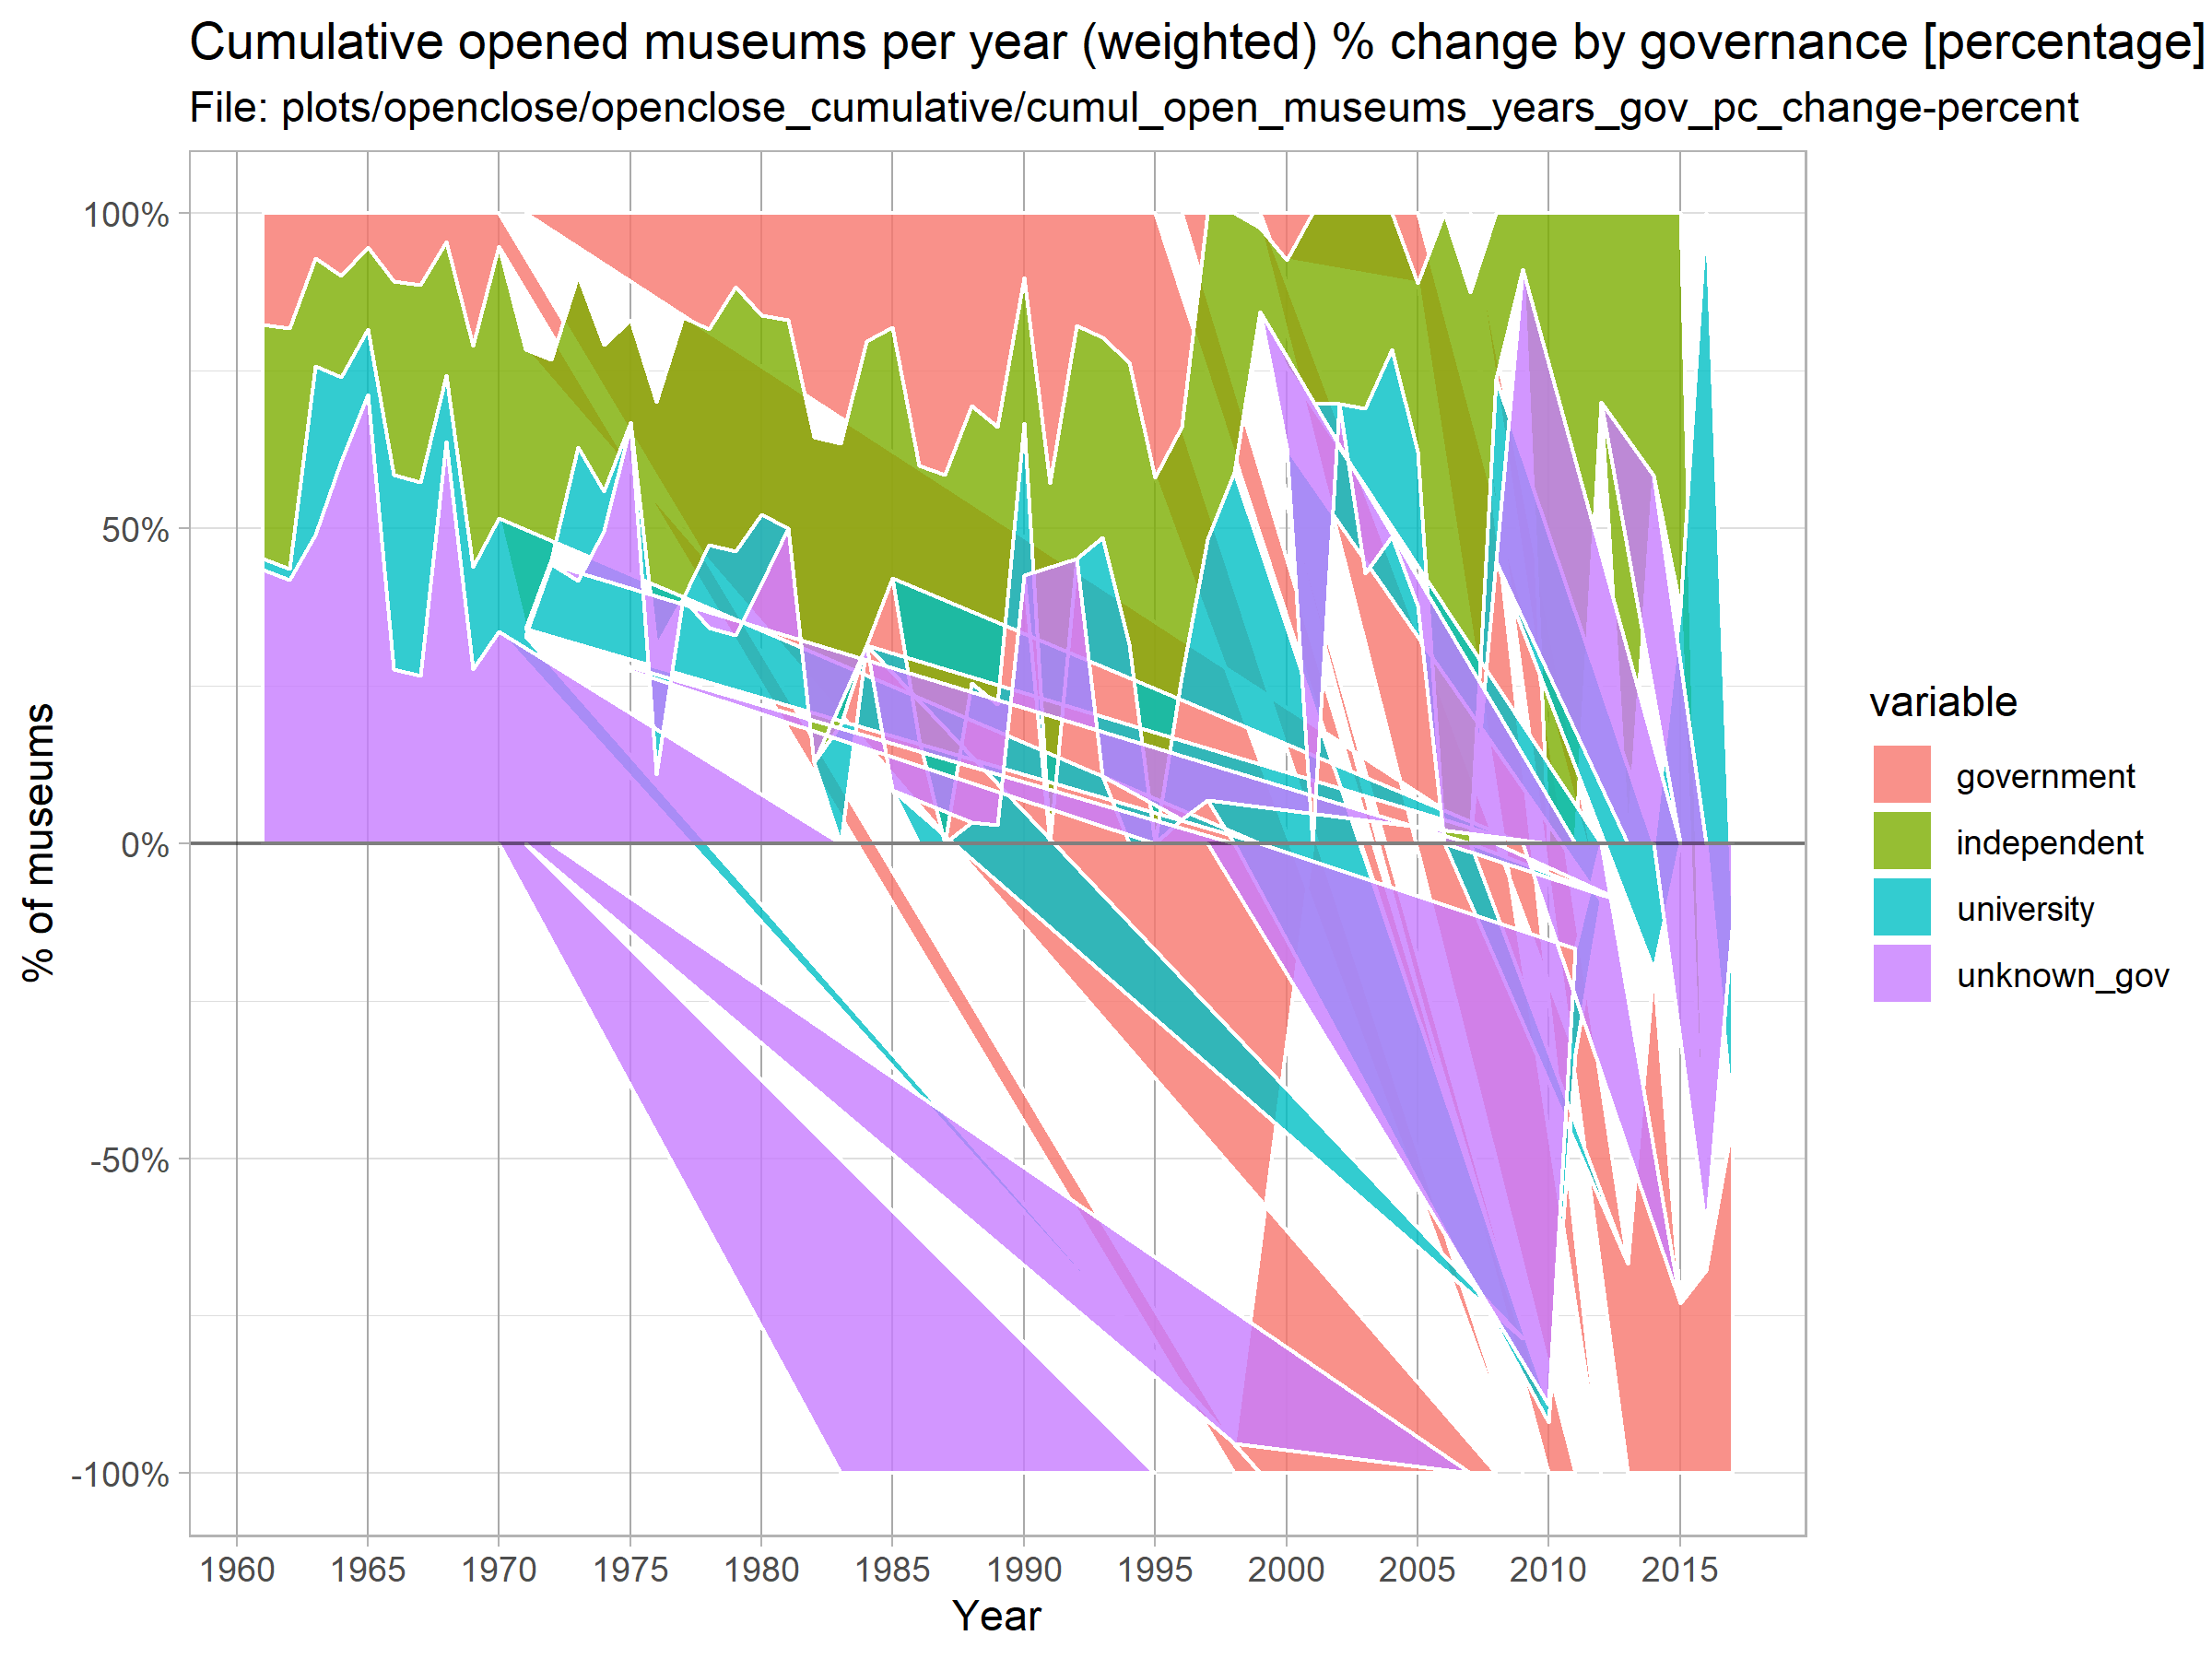 Cumulative opened museums per year (weighted) % change by governance [percentage]
File: plots/openclose/openclose_cumulative/cumul_open_museums_years_gov_pc_change-percent
100%
50%
0%
-50%
-100%
% of museums
1960 1965 1970 1975 1980 1985 1990 1995 2000 2005 2010 2015
Year
variable
government
independent
university
unknown_gov